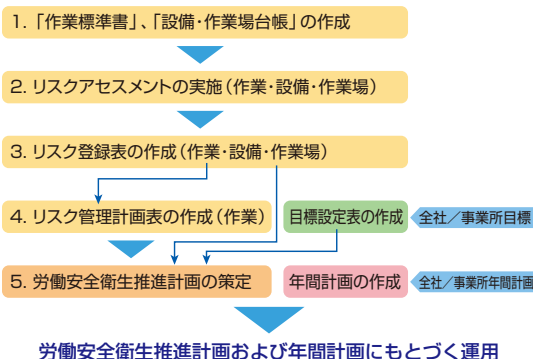 1. 「作業標準書」、「設備・作業場台帳」の作成
2. リスクアセスメントの実施（作業・設備・作業場）
3. リスク登録表の作成（作業・設備・作業場）
4. リスク管理計画表の作成（作業）
目標設定表の作成
全社／事業所目標
5. 労働安全衛生推進計画の策定
年間計画の作成
全社／事業所年間計画
労働安全衛生推進計画および年間計画にもとづく運用